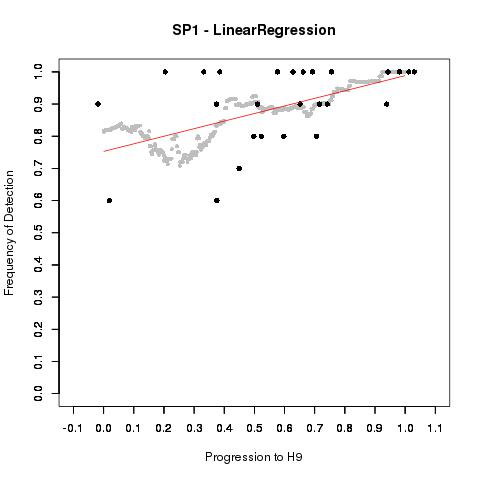 SP1 - LinearRegression
Frequency of Detection
1.0
0.9
0.8
0.7
0.6
0.5
0.4
0.3
0.2
0.1
0.0
-0.1 0.0 0.1 0.2 0.3 0.4 0.5 0.6 0.7 0.8 0.9 1.0 1.1
Progression to H9